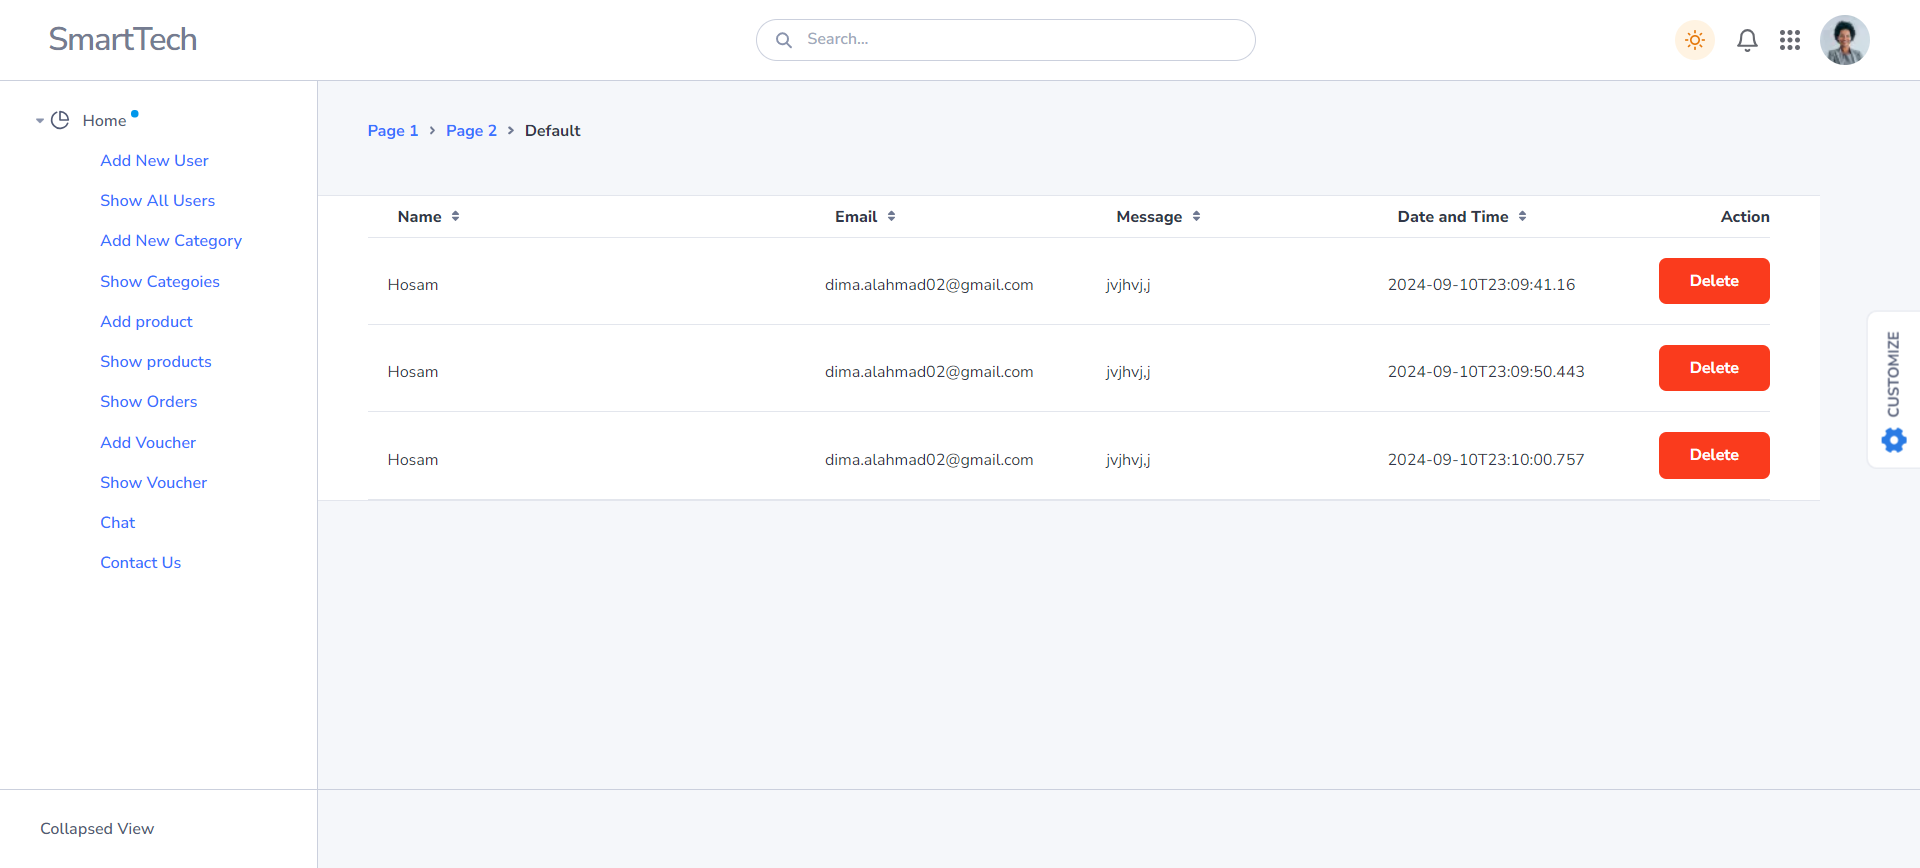 SmartTech
Search...
Home
Add New User
Show All Users
Add New Category
Show Categoies
Add product
Show products
Show Orders
Add Voucher
Show Voucher
Chat
Contact Us
Collapsed View
Page 1 > Page 2 > Default
Name Email Message Date and Time Action
Hosam dima.alahmad02@gmail.com jvjhvj,j 2024-09-10T23:09:41.16 Delete
Hosam dima.alahmad02@gmail.com jvjhvj,j 2024-09-10T23:09:50.443 Delete
Hosam dima.alahmad02@gmail.com jvjhvj,j 2024-09-10T23:10:00.757 Delete
CUSTOMIZE